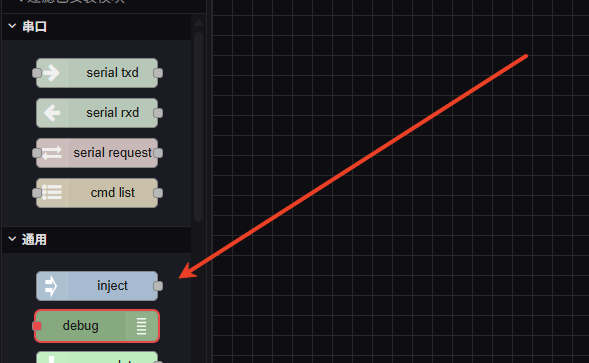 串口
serial txd
serial rxd
serial request
cmd list
通用
inject
debug